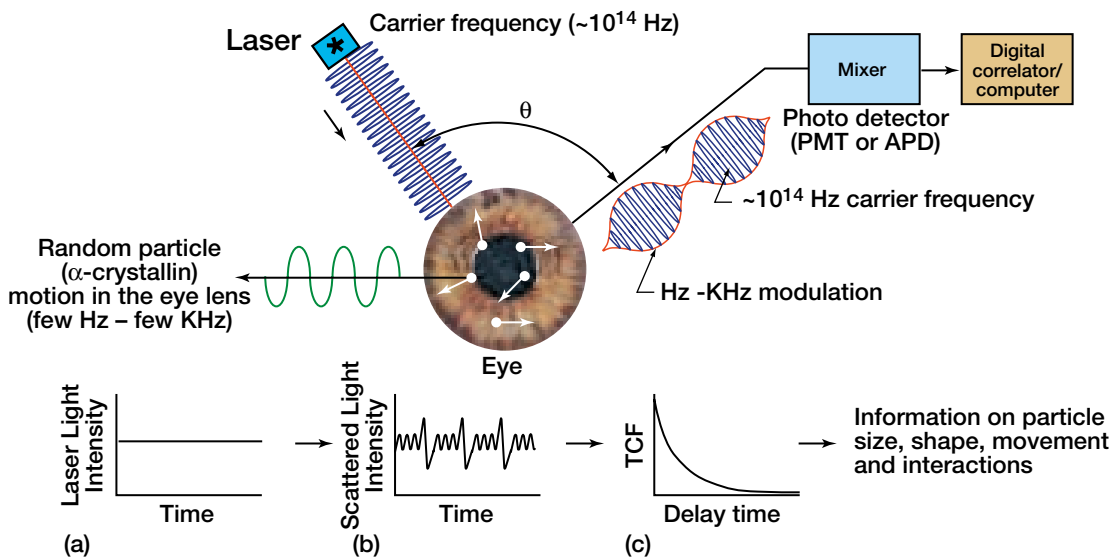 Carrier frequency (~10¹⁴ Hz)
Laser
*
θ
Mixer
Digital
correlator/
computer
Photo detector
(PMT or APD)
~10¹⁴ Hz carrier frequency
Hz -KHz modulation
Random particle
(α-crystallin)
motion in the eye lens
(few Hz – few KHz)
Eye
Laser Light
Intensity
Time
(a)
Scattered Light
Intensity
Time
(b)
TCF
Delay time
(c)
Information on particle
size, shape, movement
and interactions